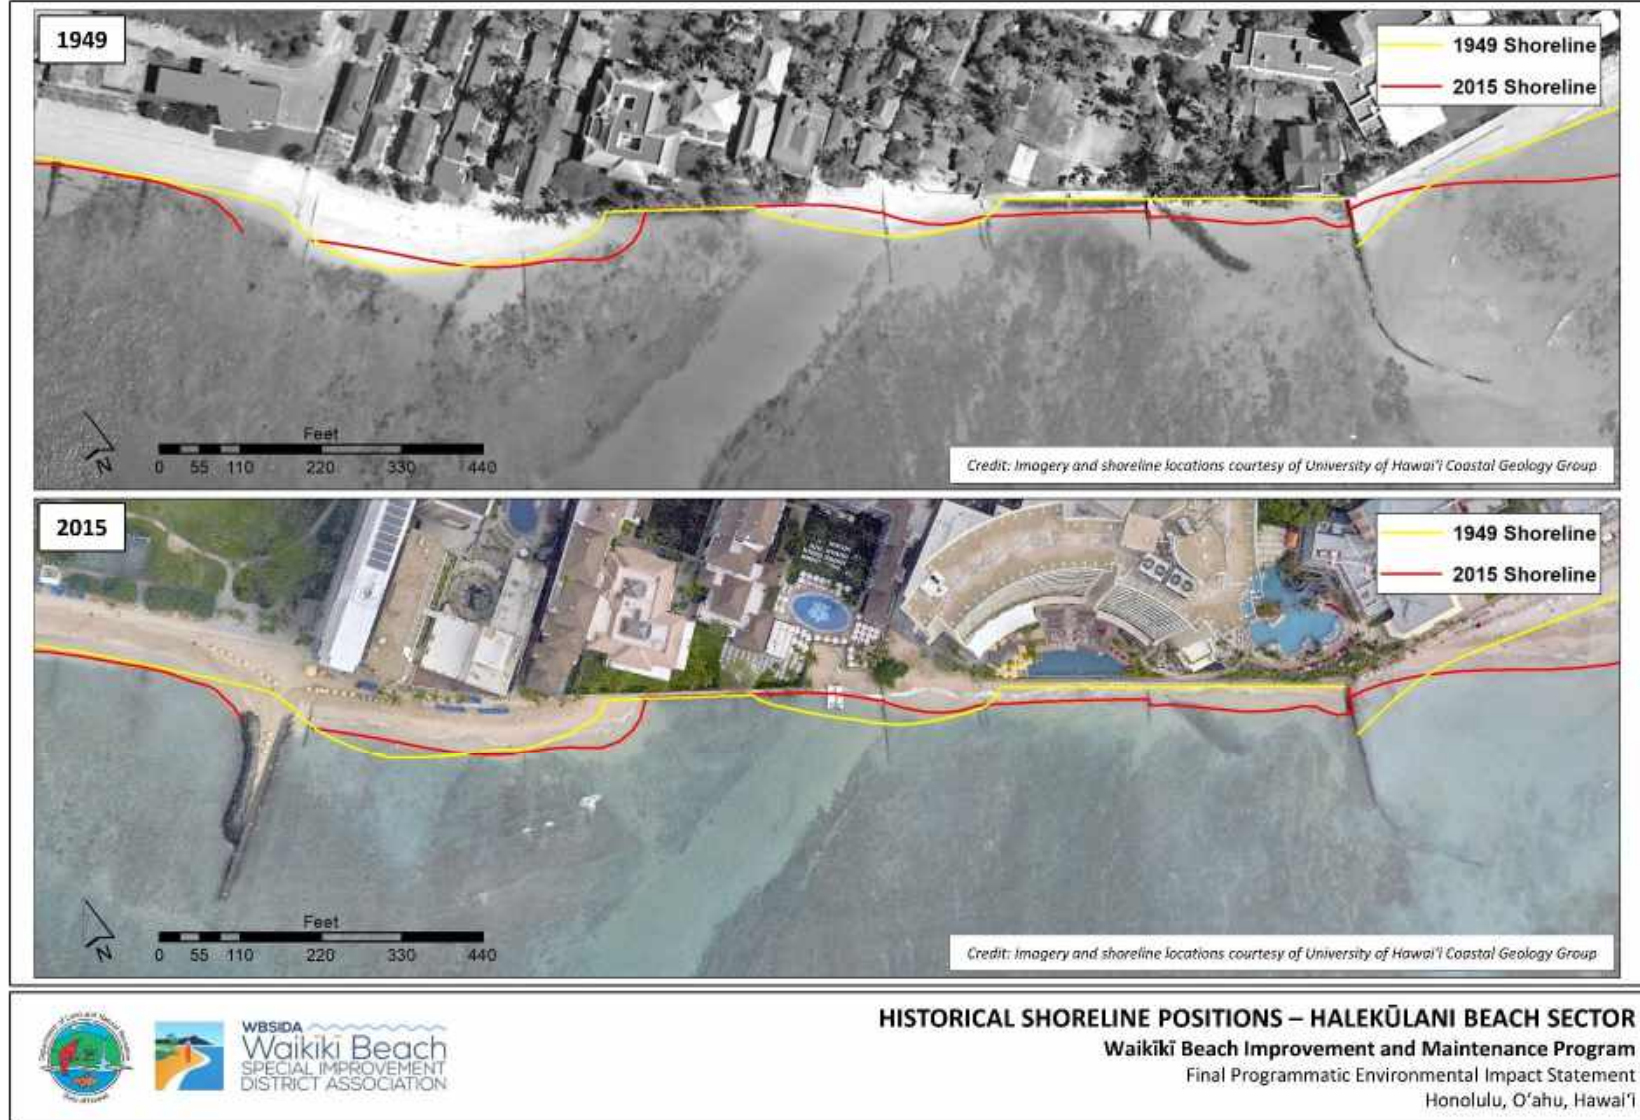 1949
1949 Shoreline
2015 Shoreline
Feet
0 55 110 220 330 440
N
Credit: Imagery and shoreline locations courtesy of University of Hawai'i Coastal Geology Group
2015
1949 Shoreline
2015 Shoreline
Feet
0 55 110 220 330 440
N
Credit: Imagery and shoreline locations courtesy of University of Hawai'i Coastal Geology Group
WBSIDA
Waikīkī Beach
SPECIAL IMPROVEMENT
DISTRICT ASSOCIATION
HISTORICAL SHORELINE POSITIONS – HALEKŪLANI BEACH SECTOR
Waikīkī Beach Improvement and Maintenance Program
Final Programmatic Environmental Impact Statement
Honolulu, O'ahu, Hawai'i